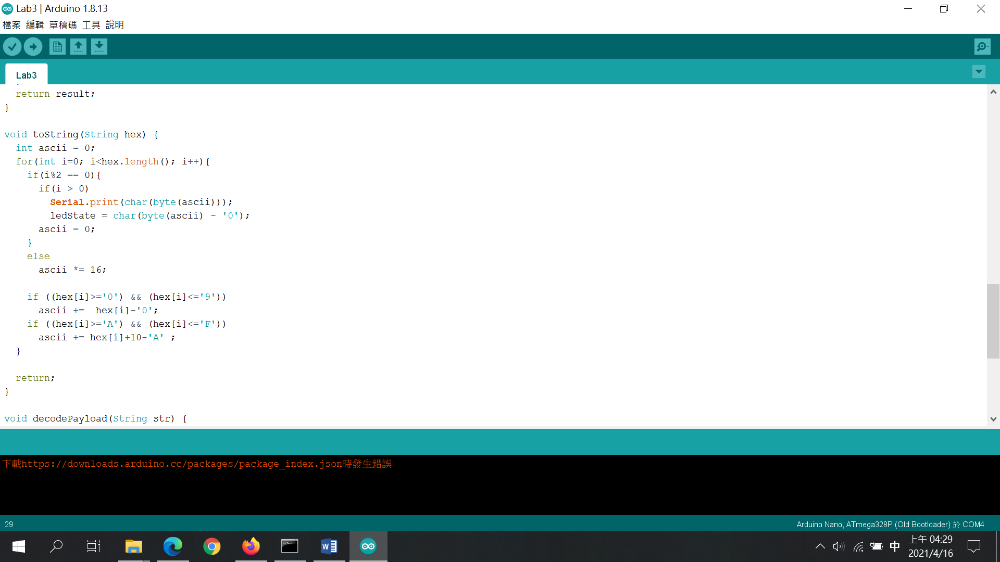 Lab3 | Arduino 1.8.13
檔案 編輯 草稿碼 工具 說明
Lab3
  return result;
}

void toString(String hex) {
  int ascii = 0;
  for(int i=0; i<hex.length(); i++){
    if(i%2 == 0){
      if(i > 0)
        Serial.print(char(byte(ascii)));
        ledState = char(byte(ascii) - '0');
      ascii = 0;
    }
    else
      ascii *= 16;

    if ((hex[i]>='0') && (hex[i]<='9'))
      ascii +=  hex[i]-'0';
    if ((hex[i]>='A') && (hex[i]<='F'))
      ascii += hex[i]+10-'A' ;
  }

  return;
}

void decodePayload(String str) {
下載https://downloads.arduino.cc/packages/package_index.json時發生錯誤
29
Arduino Nano, ATmega328P (Old Bootloader) 於 COM4
中
上午 04:29
2021/4/16